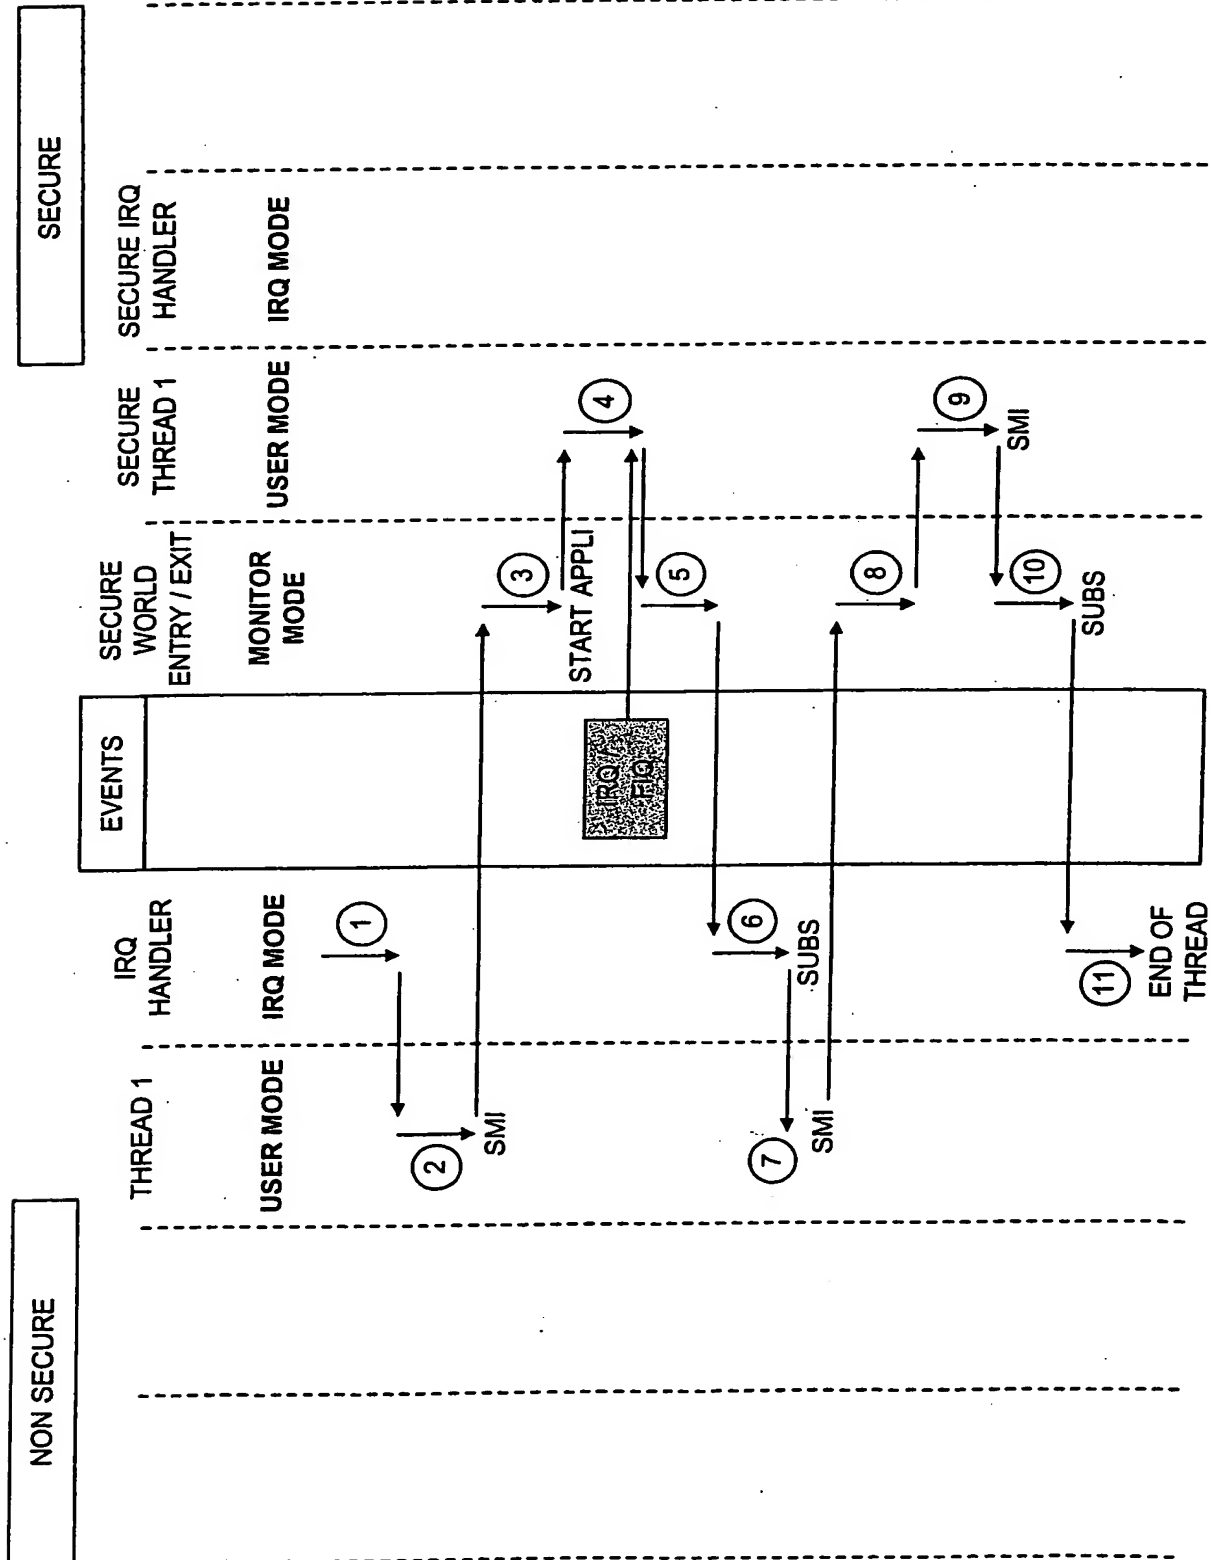 NON SECURE
SECURE
EVENTS
THREAD 1
IRQ
HANDLER
SECURE
WORLD
ENTRY / EXIT
SECURE
THREAD 1
SECURE IRQ
HANDLER
USER MODE
IRQ MODE
MONITOR
MODE
USER MODE
IRQ MODE
1
2
SMI
3
START APPLI
4
IRQ /
FIQ
5
6
SUBS
7
SMI
8
9
SMI
10
SUBS
11
END OF
THREAD